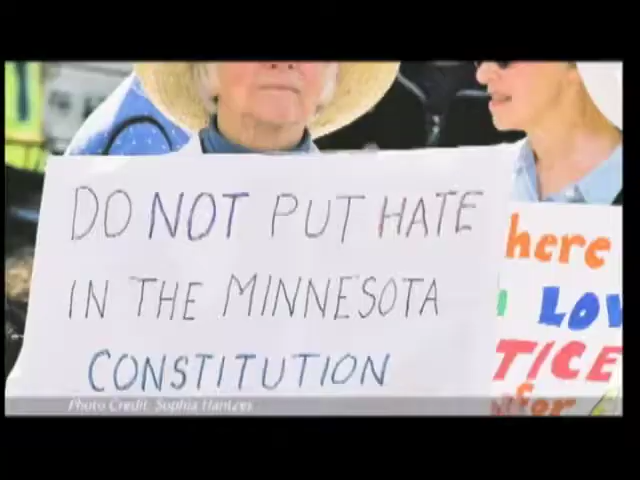 DO NOT PUT HATE
IN THE MINNESOTA
CONSTITUTION
here
LOV
TICE
for
Photo Credit: Sophia Hantzes